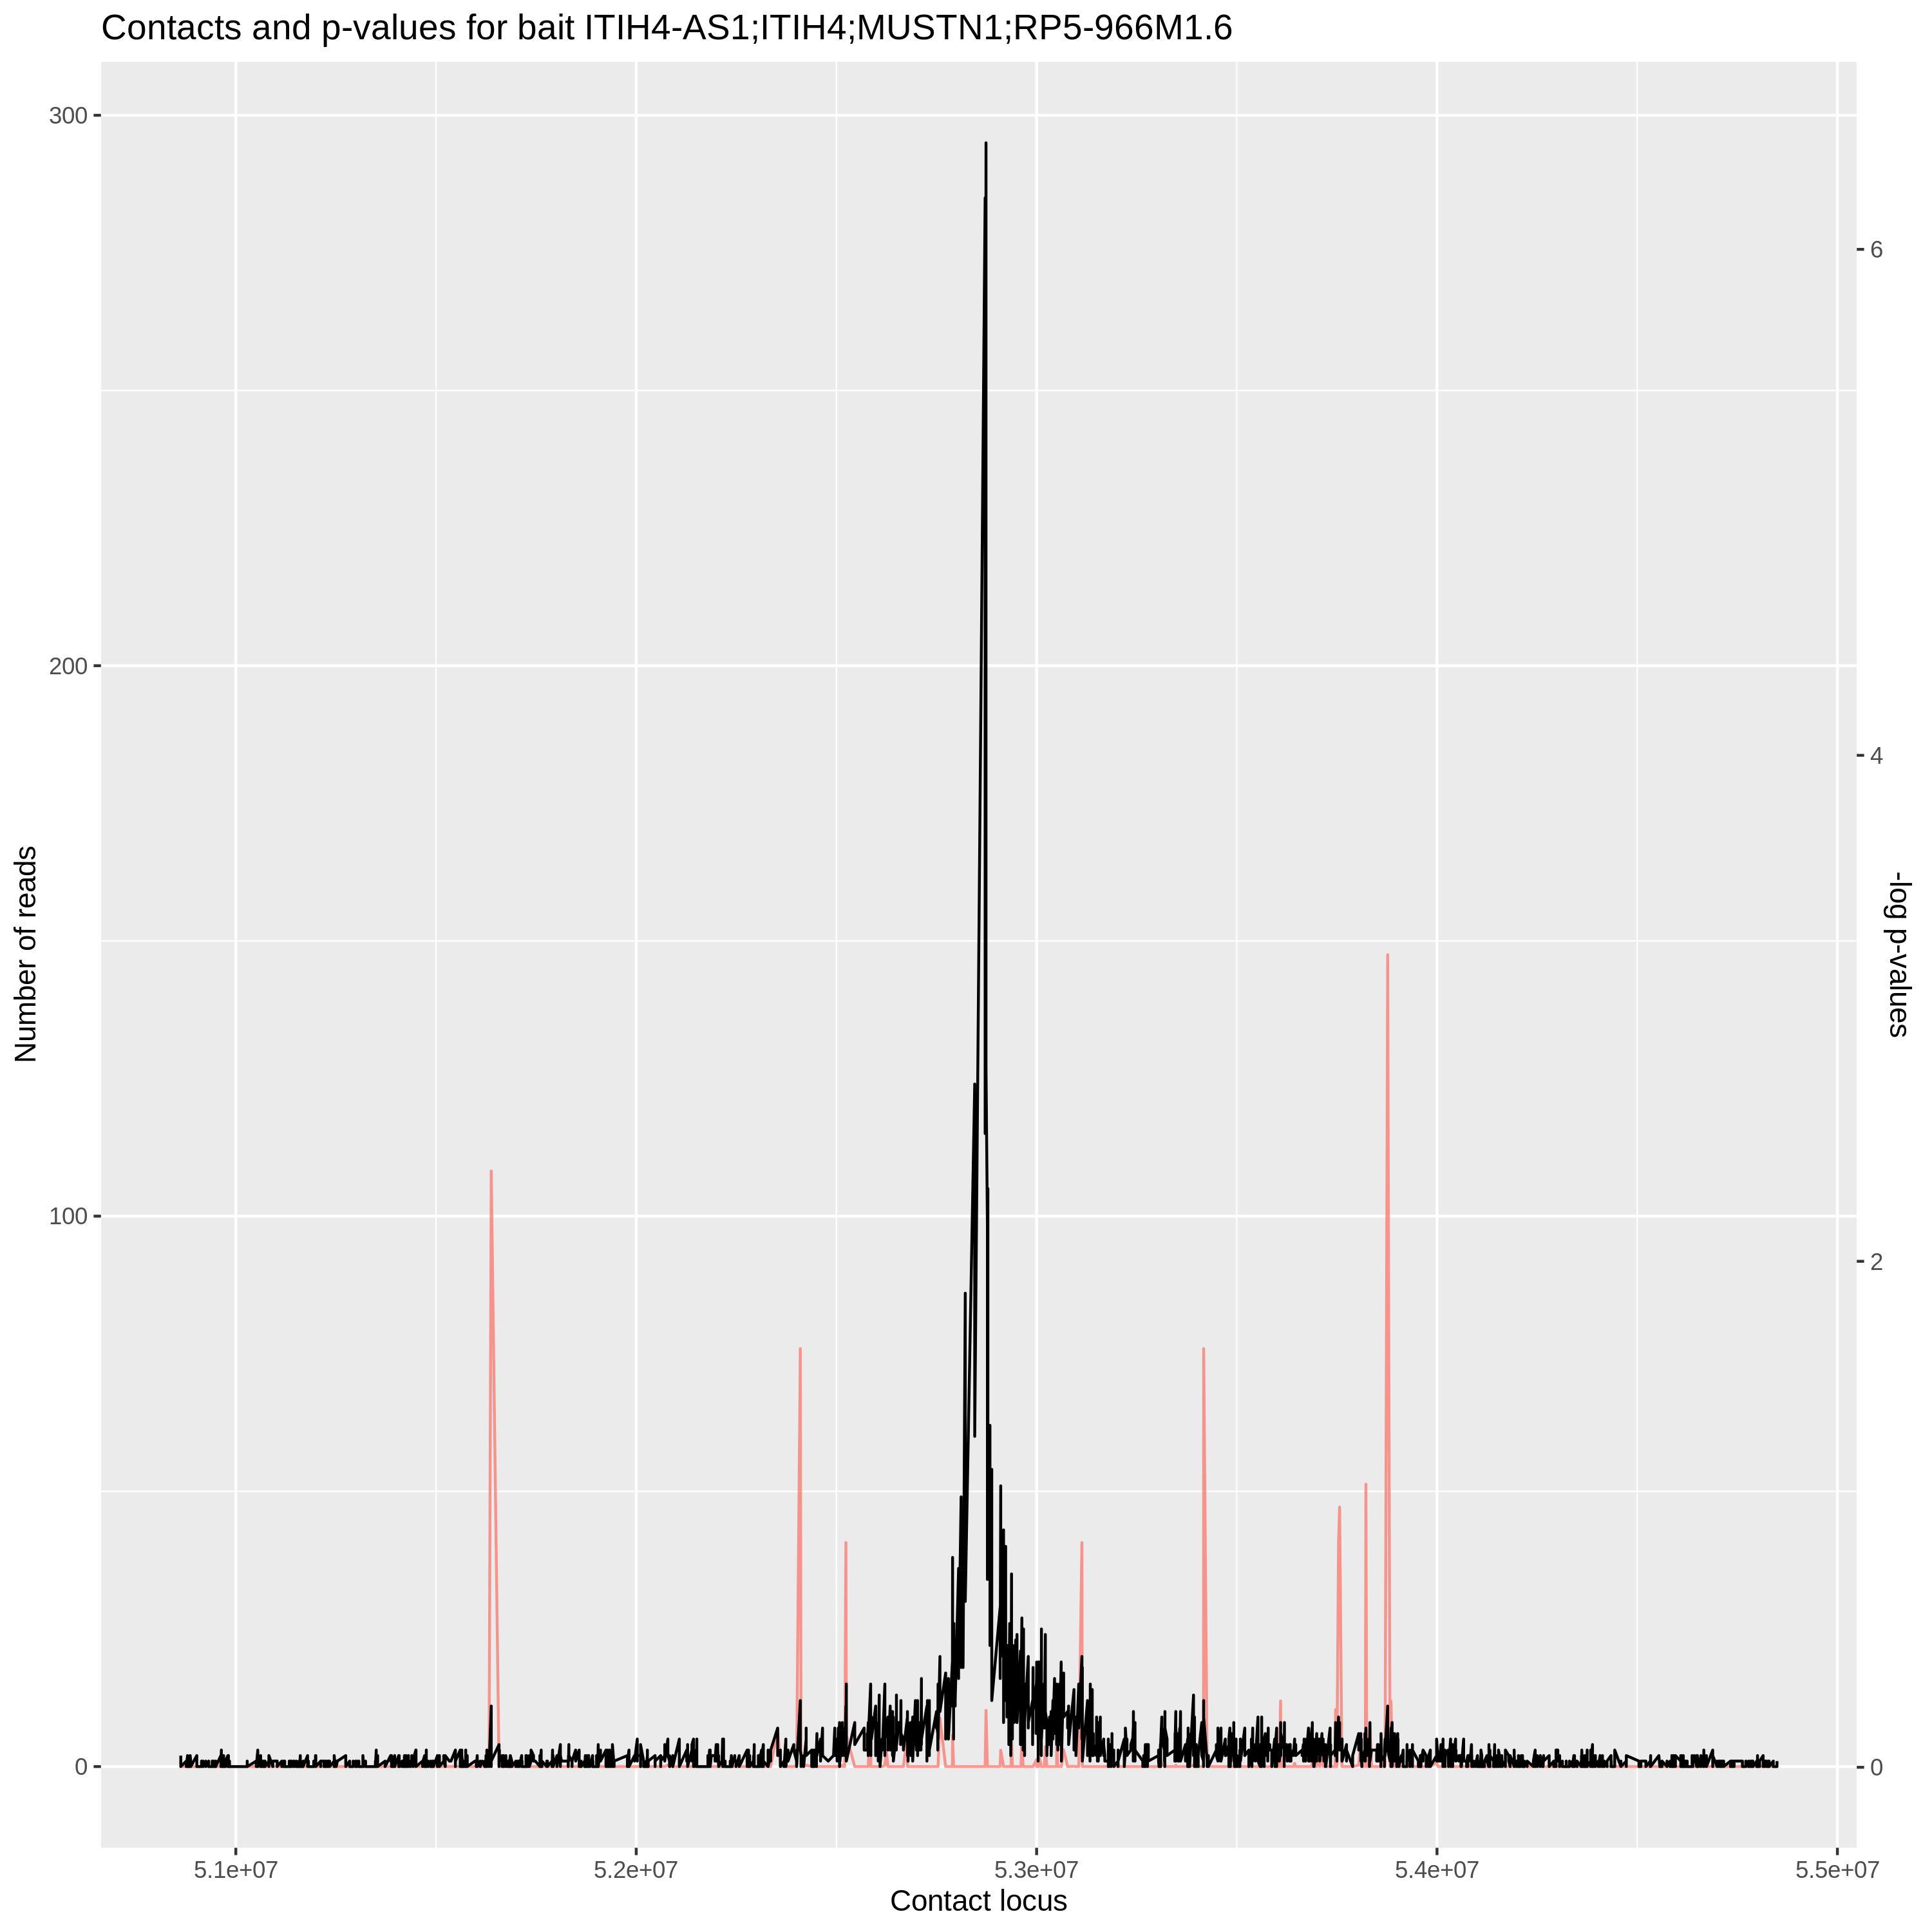 Contacts and p-values for bait ITIH4-AS1;ITIH4;MUSTN1;RP5-966M1.6
300
200
100
0
Number of reads
6
4
2
0
-log p-values
5.1e+07
5.2e+07
5.3e+07
5.4e+07
5.5e+07
Contact locus